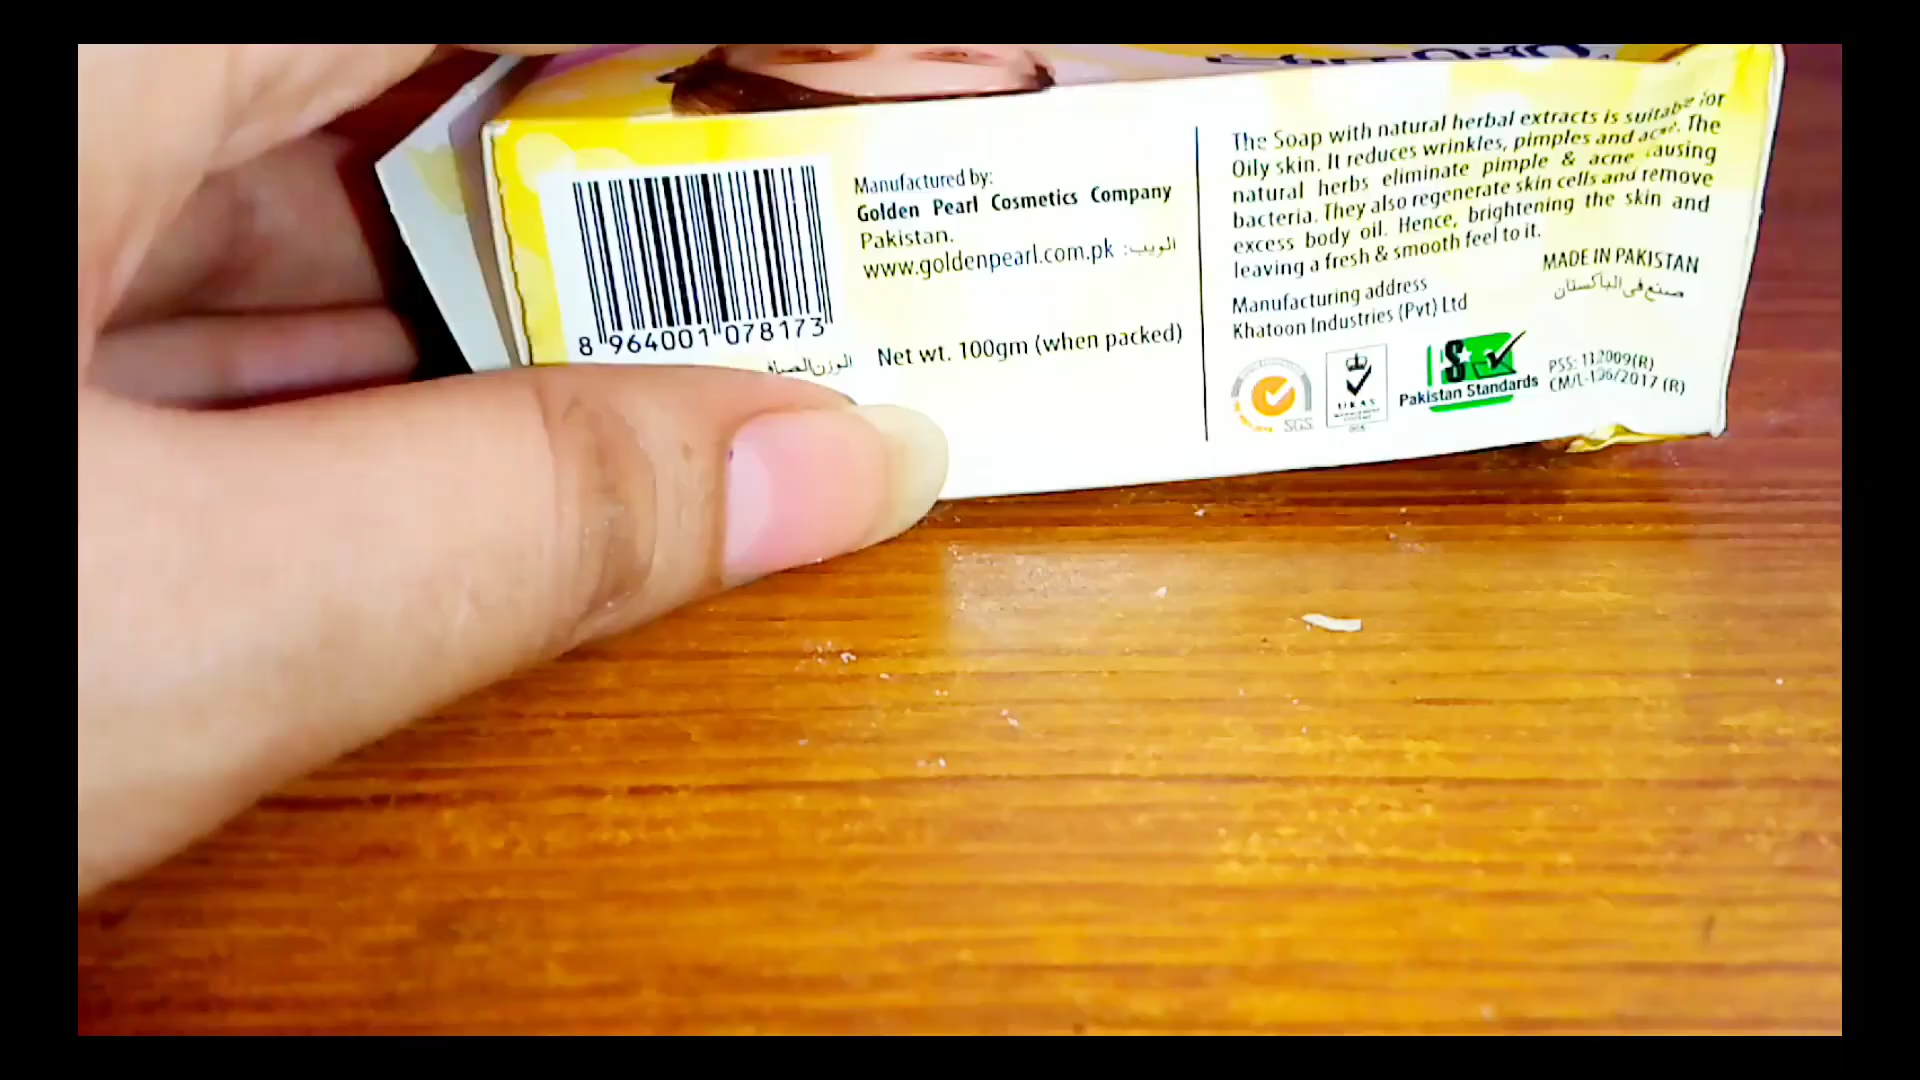 8 964001 078173
الوزن الصافي
Manufactured by:
Golden Pearl Cosmetics Company
Pakistan.
www.goldenpearl.com.pk :الويب
Net wt. 100gm (when packed)
The Soap with natural herbal extracts is suitable for
Oily skin. It reduces wrinkles, pimples and acne. The
natural herbs eliminate pimple & acne causing
bacteria. They also regenerate skin cells and remove
excess body oil. Hence, brightening the skin and
leaving a fresh & smooth feel to it.
MADE IN PAKISTAN
صنع في الباكستان
Manufacturing address
Khatoon Industries (Pvt) Ltd
SGS
UKAS
Pakistan Standards
CM/L-196/2017 (R)